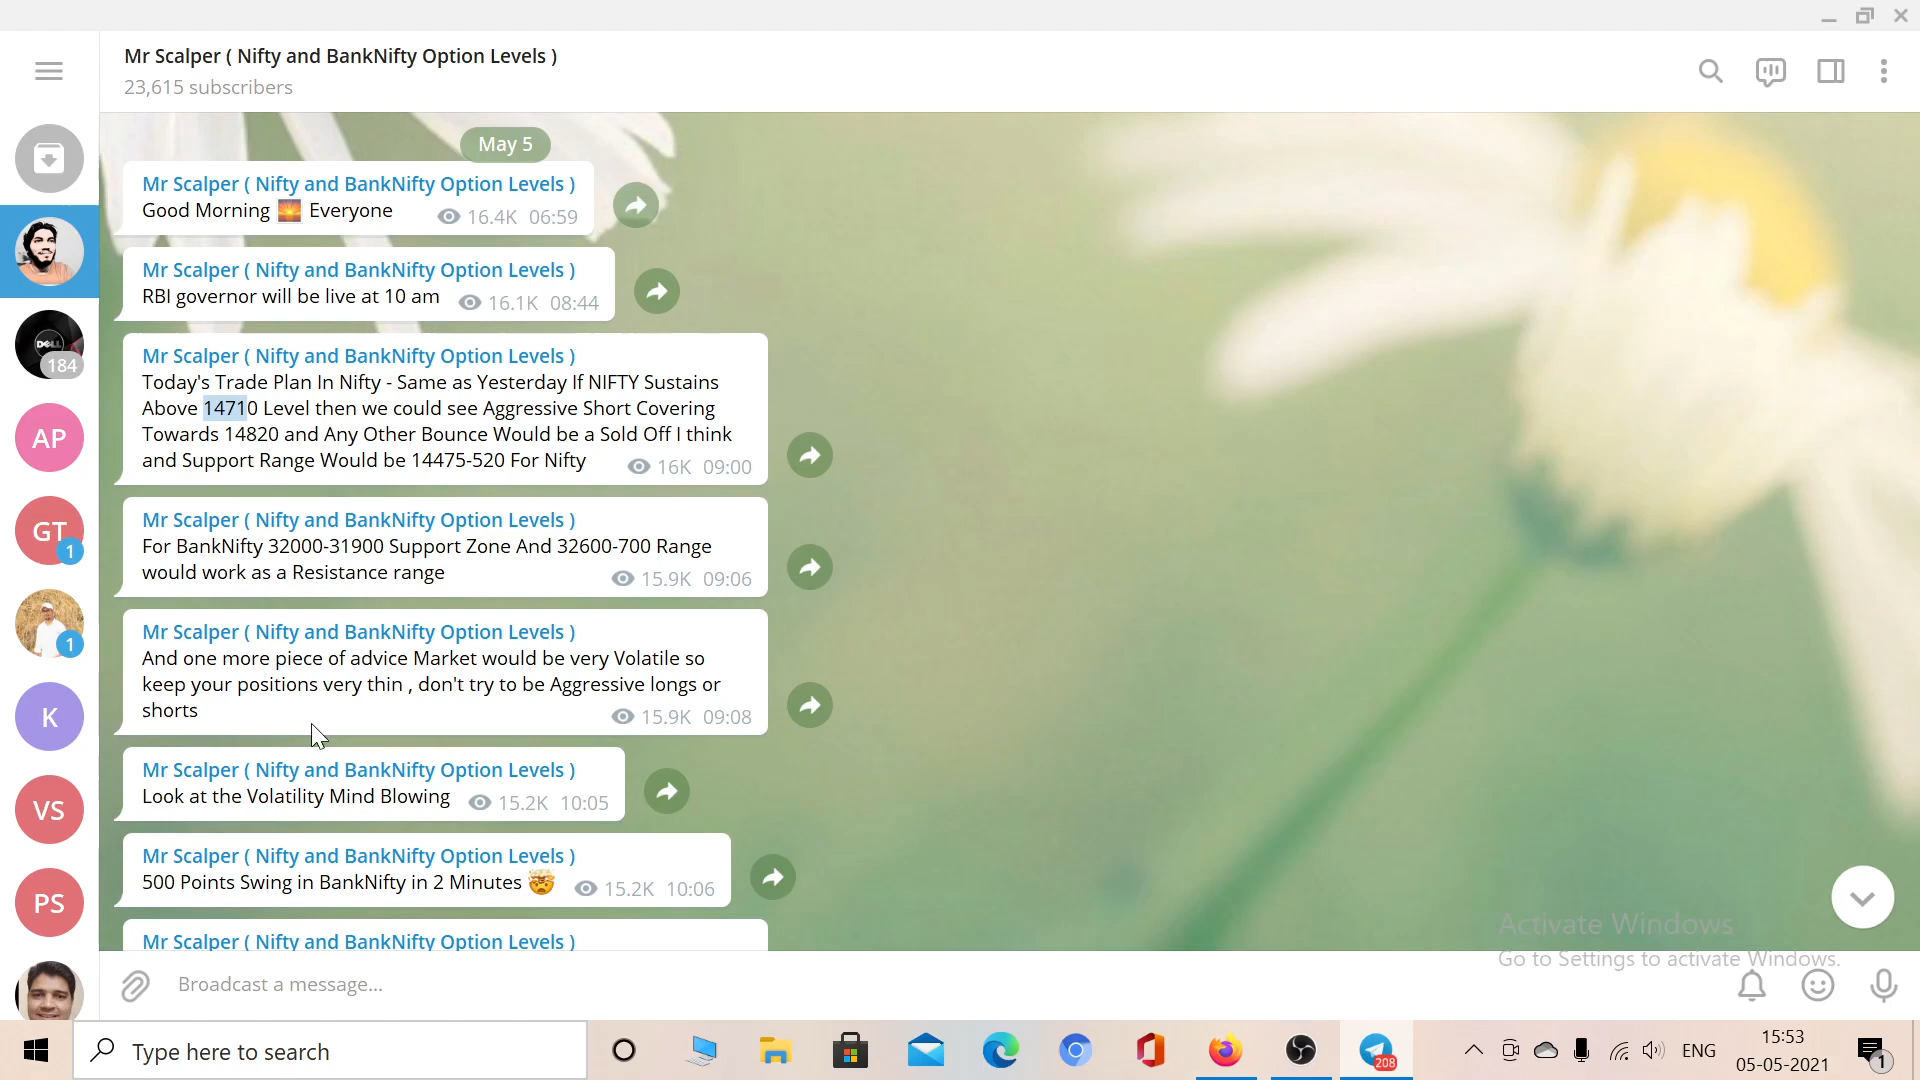 Mr Scalper ( Nifty and BankNifty Option Levels )
23,615 subscribers
May 5
Mr Scalper ( Nifty and BankNifty Option Levels )
Good Morning 🌅 Everyone 16.4K 06:59
Mr Scalper ( Nifty and BankNifty Option Levels )
RBI governor will be live at 10 am 16.1K 08:44
DELL
184
Mr Scalper ( Nifty and BankNifty Option Levels )
Today's Trade Plan In Nifty - Same as Yesterday If NIFTY Sustains
Above 14710 Level then we could see Aggressive Short Covering
Towards 14820 and Any Other Bounce Would be a Sold Off I think
and Support Range Would be 14475-520 For Nifty 16K 09:00
AP
Mr Scalper ( Nifty and BankNifty Option Levels )
For BankNifty 32000-31900 Support Zone And 32600-700 Range
would work as a Resistance range 15.9K 09:06
GT
1
Mr Scalper ( Nifty and BankNifty Option Levels )
And one more piece of advice Market would be very Volatile so
keep your positions very thin , don't try to be Aggressive longs or
shorts 15.9K 09:08
1
K
Mr Scalper ( Nifty and BankNifty Option Levels )
Look at the Volatility Mind Blowing 15.2K 10:05
VS
Mr Scalper ( Nifty and BankNifty Option Levels )
500 Points Swing in BankNifty in 2 Minutes 🤯 15.2K 10:06
PS
Mr Scalper ( Nifty and BankNifty Option Levels )
Activate Windows
Go to Settings to activate Windows.
Broadcast a message...
Type here to search
208
ENG
15:53
05-05-2021
1